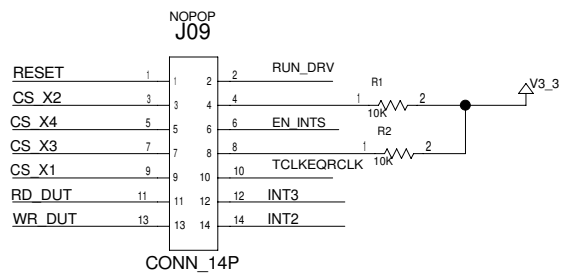 NOPOP
J09
RESET 1 1 2 2 RUN_DRV
R1
V3_3
CS_X2 3 3 4 4 1 2
10K
CS_X4 5 5 6 6 EN_INTS
R2
CS_X3 7 7 8 8 1 2
10K
CS_X1 9 9 10 10 TCLKEQRCLK
RD_DUT 11 11 12 12 INT3
WR_DUT 13 13 14 14 INT2
CONN_14P